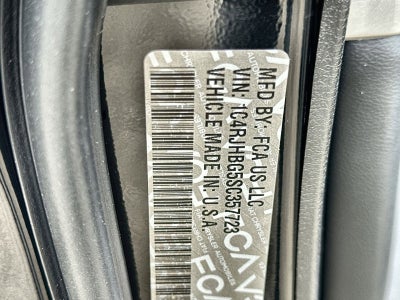 MFD BY: FCA US LLC
VIN: 1C4RJHBG5SC357723
VEHICLE MADE IN: U.S.A.